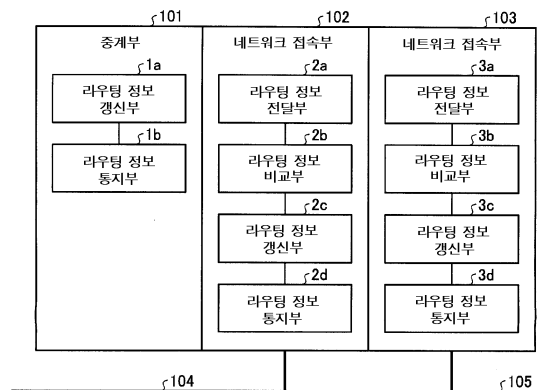 101
102
103
중계부
네트워크 접속부
네트워크 접속부
1a
2a
3a
라우팅 정보
갱신부
라우팅 정보
전달부
라우팅 정보
전달부
1b
2b
3b
라우팅 정보
통지부
라우팅 정보
비교부
라우팅 정보
비교부
2c
3c
라우팅 정보
갱신부
라우팅 정보
갱신부
2d
3d
라우팅 정보
통지부
라우팅 정보
통지부
104
105